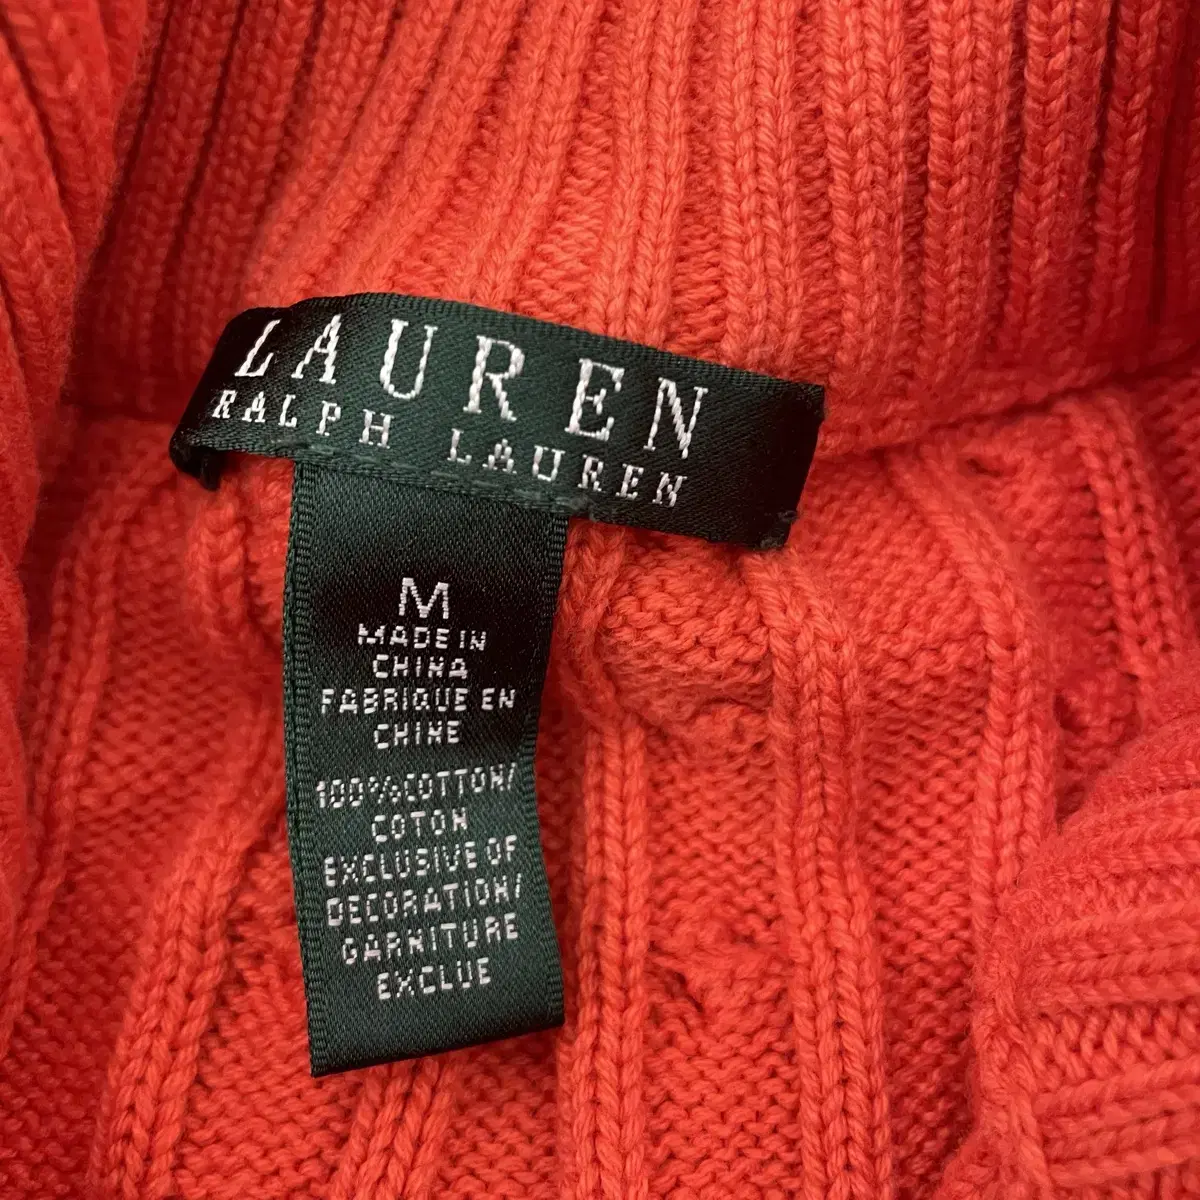 LAUREN
RALPH LAUREN
M
MADE IN
CHINA
FABRIQUE EN
CHINE
100%COTTON/
COTON
EXCLUSIVE OF
DECORATION/
GARNITURE
EXCLUE